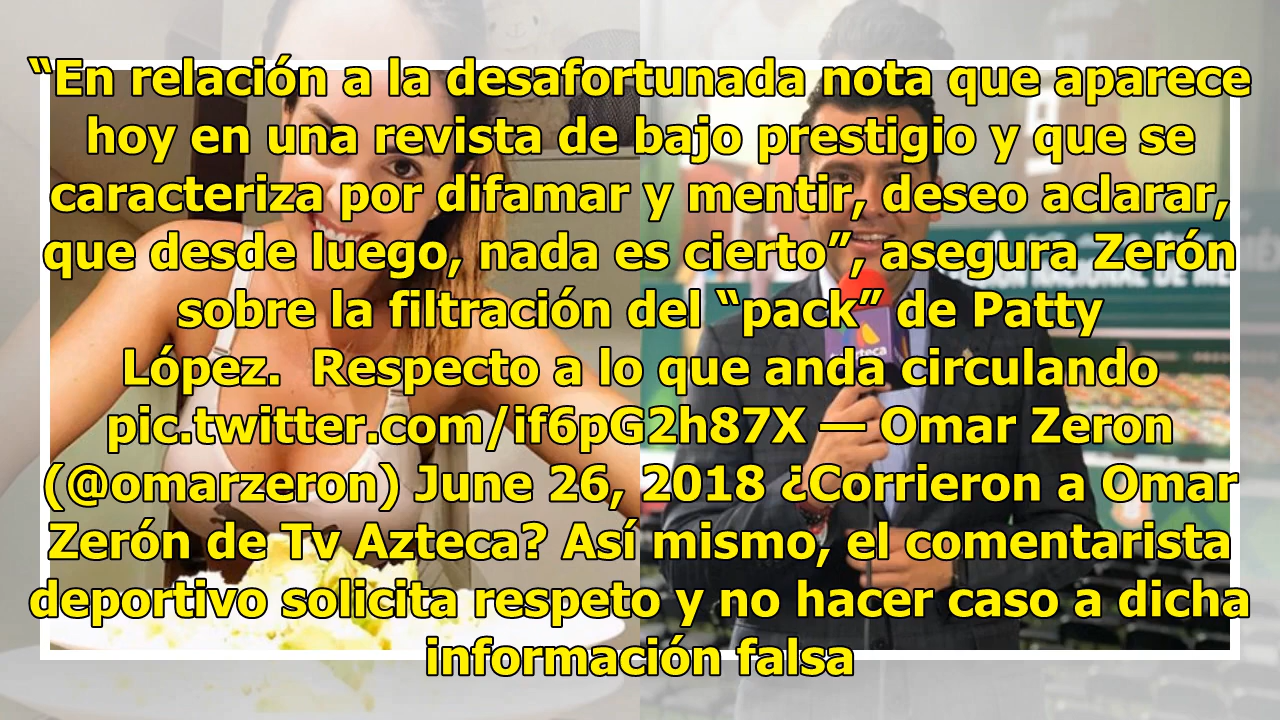 “En relación a la desafortunada nota que aparece
hoy en una revista de bajo prestigio y que se
caracteriza por difamar y mentir, deseo aclarar,
que desde luego, nada es cierto”, asegura Zerón
sobre la filtración del “pack” de Patty
López.  Respecto a lo que anda circulando
pic.twitter.com/if6pG2h87X — Omar Zeron
(@omarzeron) June 26, 2018 ¿Corrieron a Omar
Zerón de Tv Azteca? Así mismo, el comentarista
deportivo solicita respeto y no hacer caso a dicha
información falsa